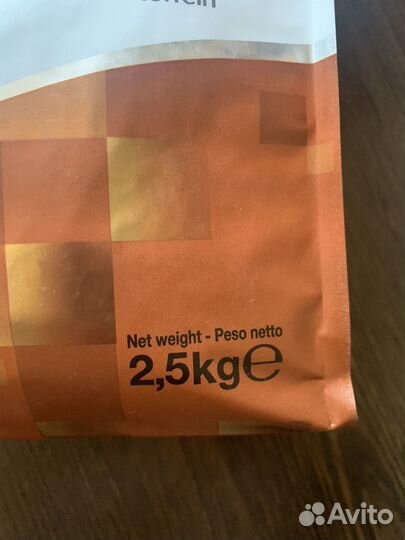 Net weight - Peso netto
2,5kg℮
Avito